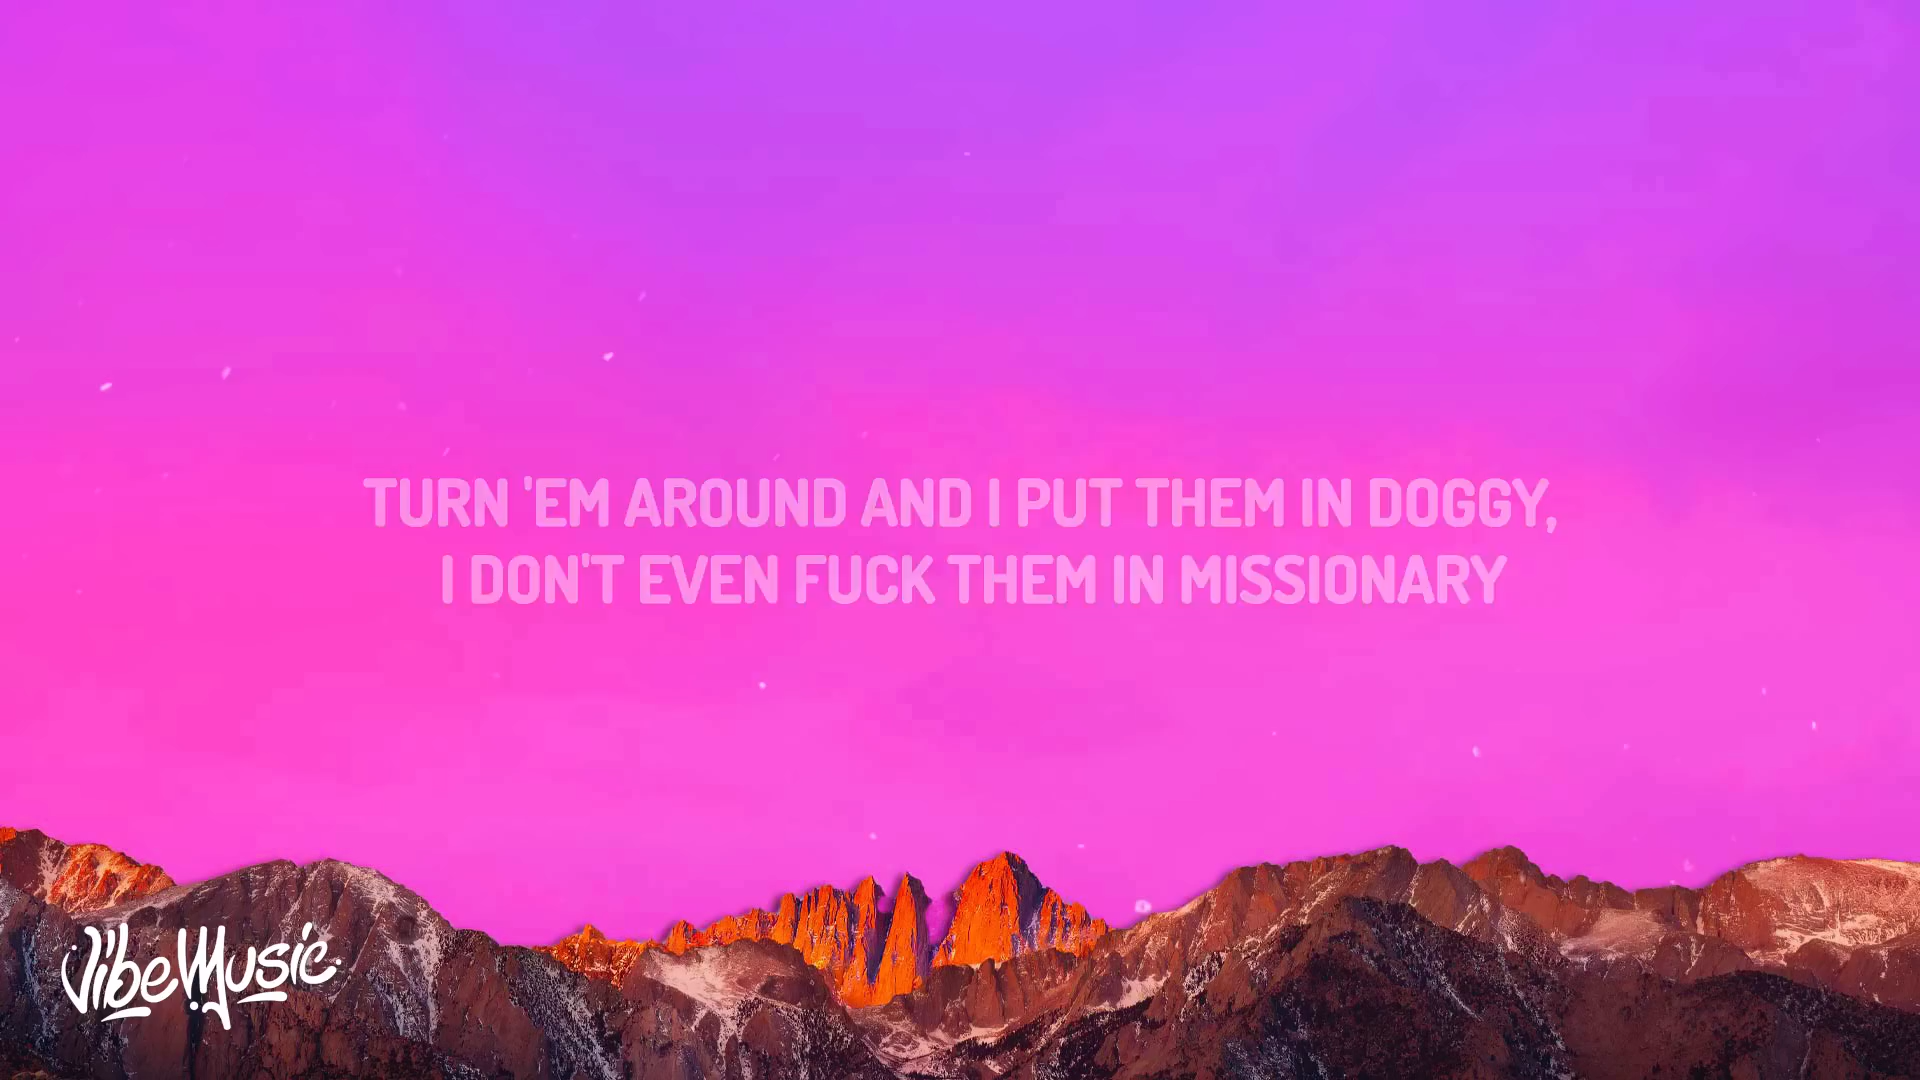 TURN 'EM AROUND AND I PUT THEM IN DOGGY,
I DON'T EVEN FUCK THEM IN MISSIONARY
VibeMusic